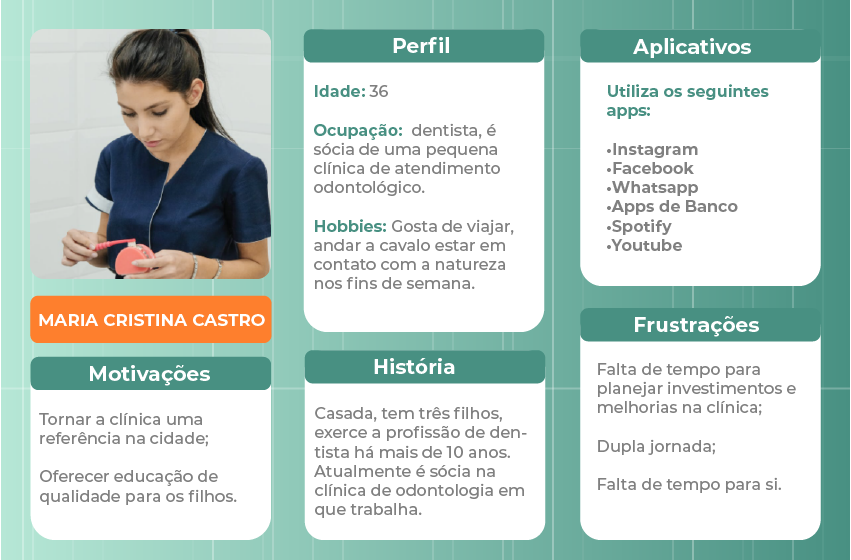 MARIA CRISTINA CASTRO
Motivações
Tornar a clínica uma
referência na cidade;
Oferecer educação de
qualidade para os filhos.
Perfil
Idade: 36
Ocupação: dentista, é
sócia de uma pequena
clínica de atendimento
odontológico.
Hobbies: Gosta de viajar,
andar a cavalo estar em
contato com a natureza
nos fins de semana.
História
Casada, tem três filhos,
exerce a profissão de den-
tista há mais de 10 anos.
Atualmente é sócia na
clínica de odontologia em
que trabalha.
Aplicativos
Utiliza os seguintes
apps:
•Instagram
•Facebook
•Whatsapp
•Apps de Banco
•Spotify
•Youtube
Frustrações
Falta de tempo para
planejar investimentos e
melhorias na clínica;
Dupla jornada;
Falta de tempo para si.